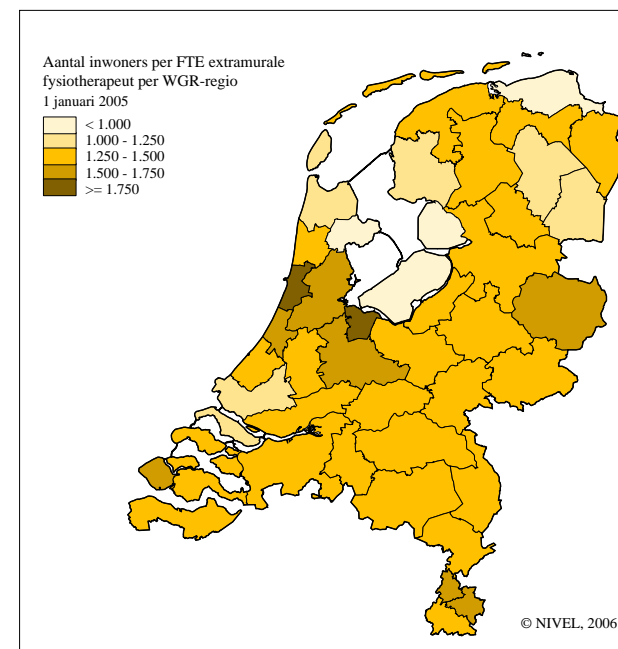 Aantal inwoners per FTE extramurale
fysiotherapeut per WGR-regio
1 januari 2005
< 1.000
1.000 - 1.250
1.250 - 1.500
1.500 - 1.750
>= 1.750
© NIVEL, 2006